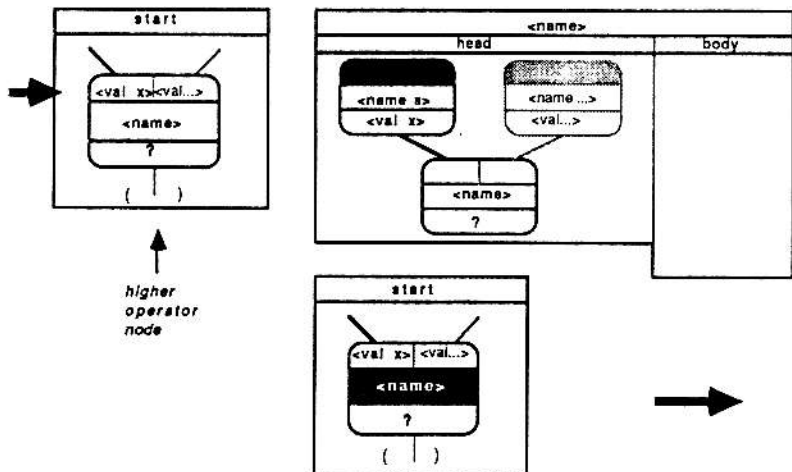 start
<val x> <val...>
<name>
?
( )
higher
operator
node
<name>
head body
<name s> <name ...>
<val x> <val...>
<name>
?
start
<val x> <val...>
<name>
?
( )